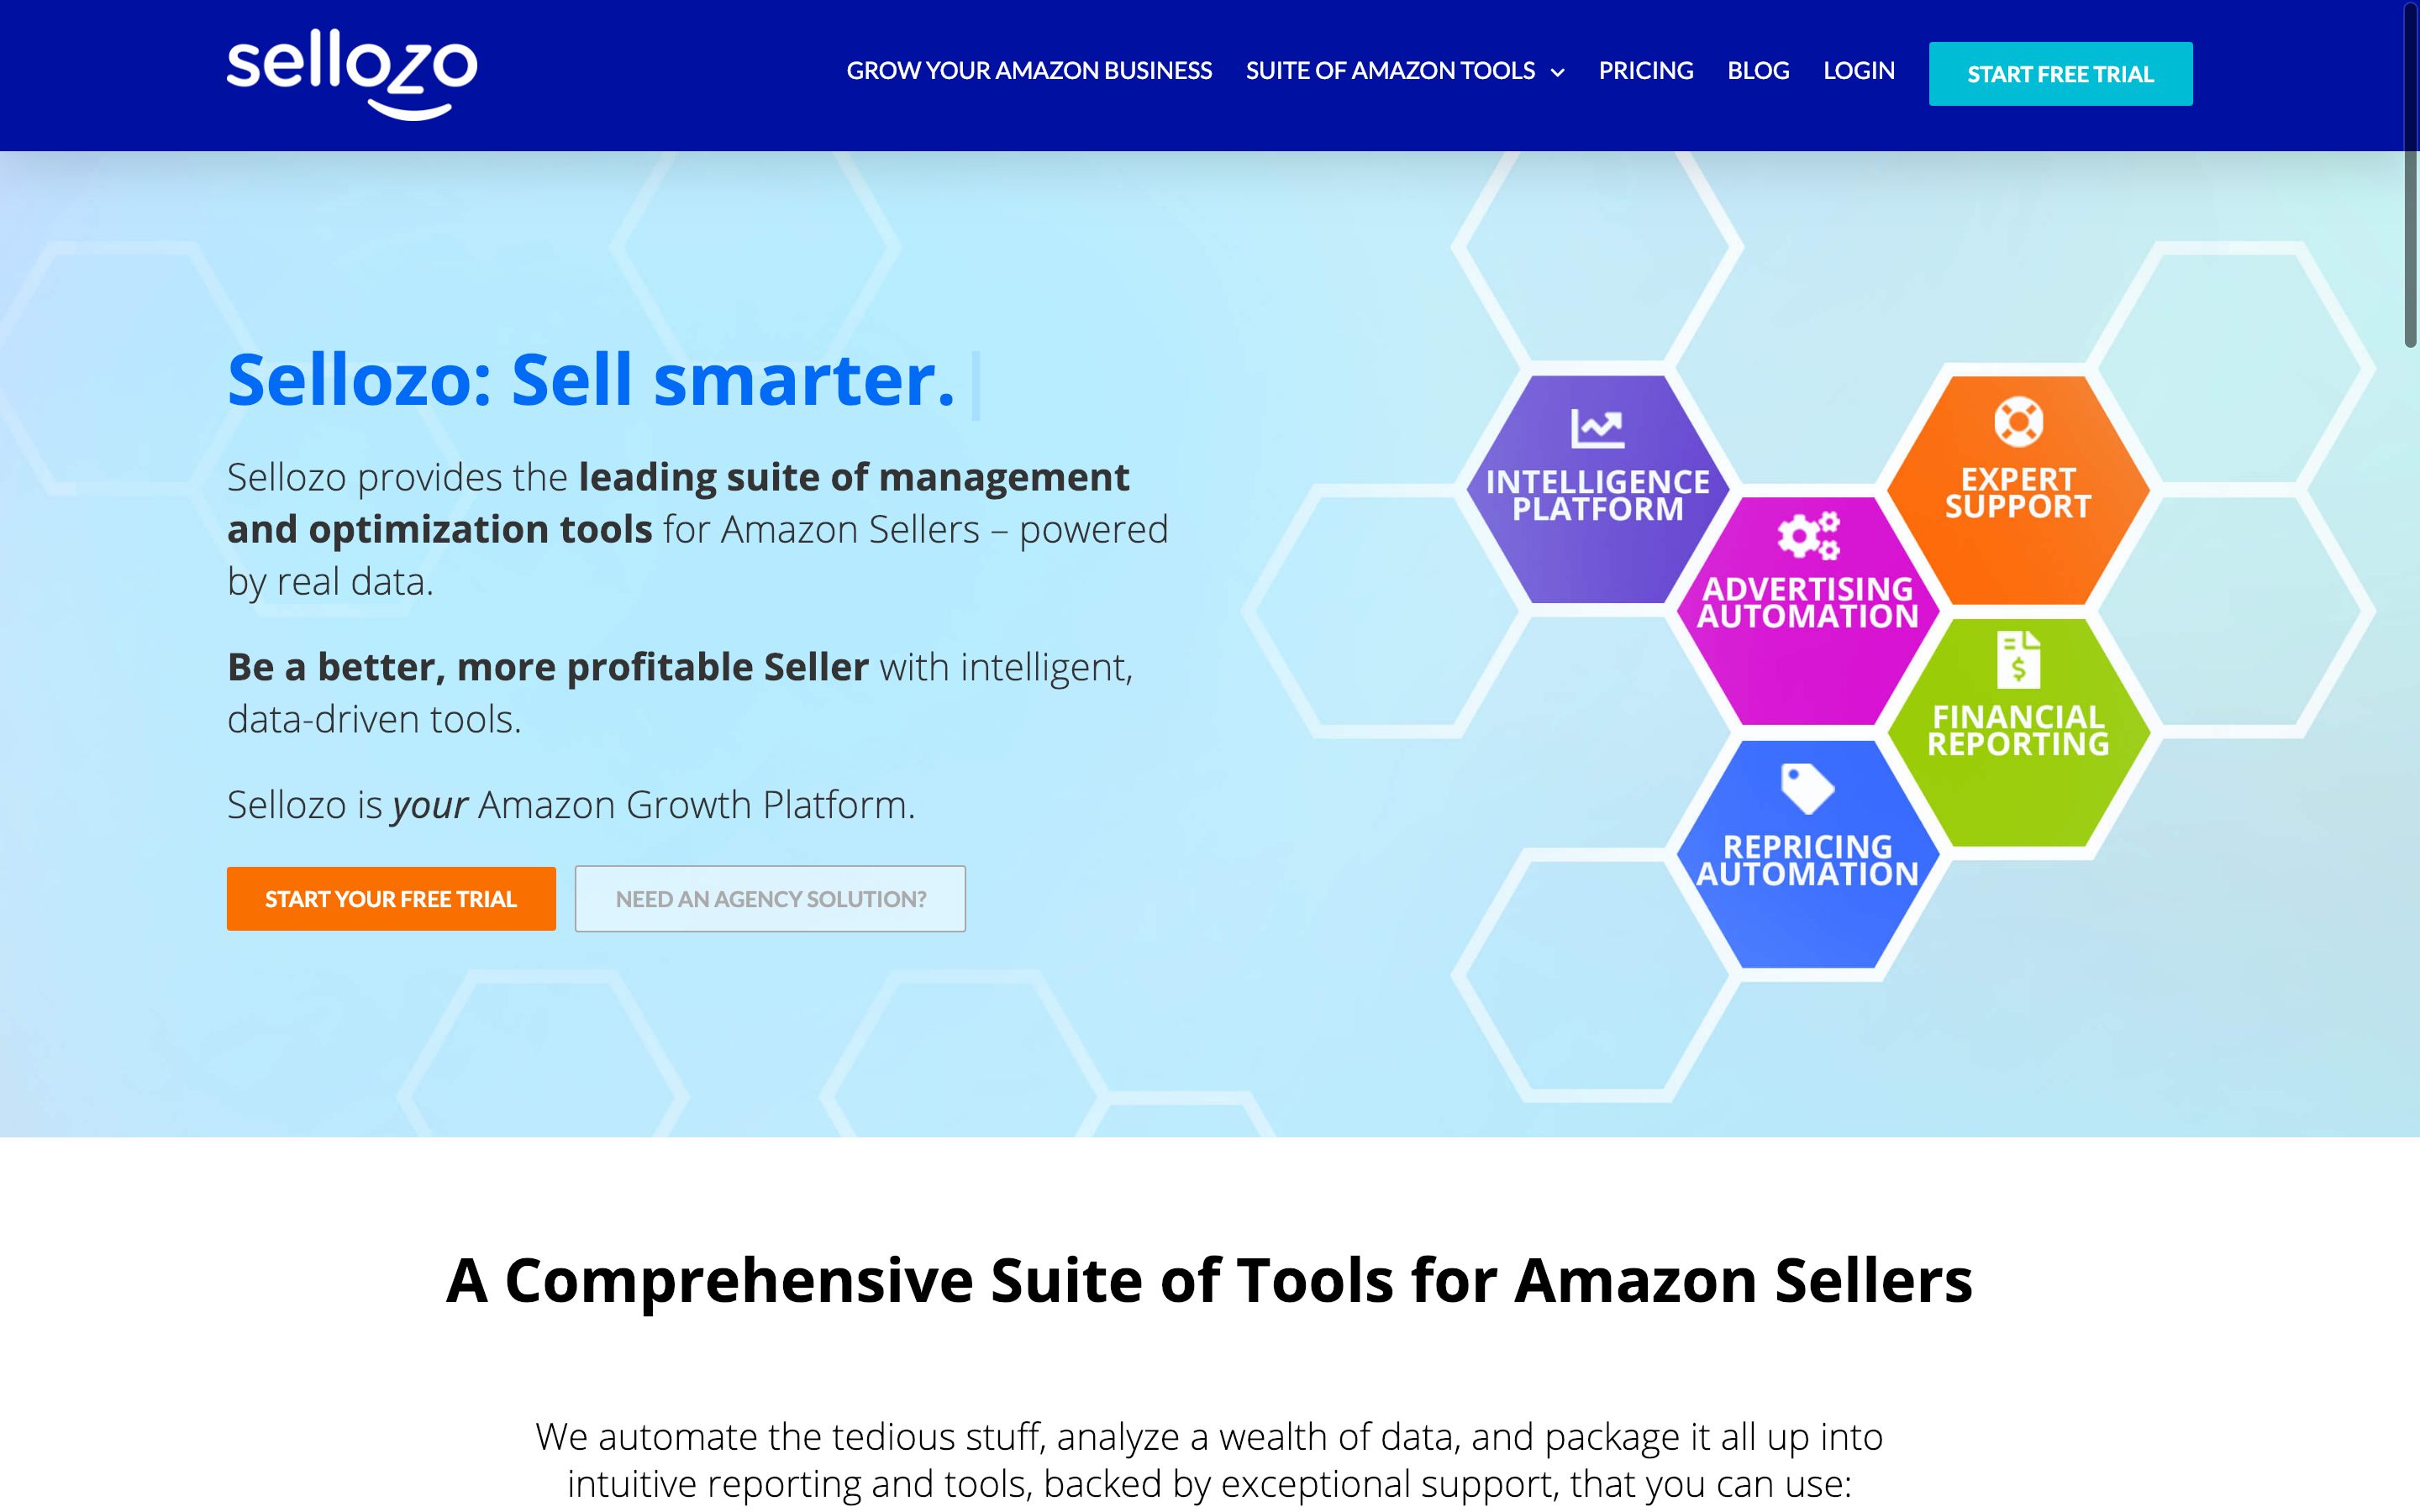 sellozo
GROW YOUR AMAZON BUSINESS
SUITE OF AMAZON TOOLS
PRICING
BLOG
LOGIN
START FREE TRIAL
Sellozo: Sell smarter.
Sellozo provides the leading suite of management
and optimization tools for Amazon Sellers – powered
by real data.
Be a better, more profitable Seller with intelligent,
data-driven tools.
Sellozo is your Amazon Growth Platform.
START YOUR FREE TRIAL
NEED AN AGENCY SOLUTION?
INTELLIGENCE
PLATFORM
EXPERT
SUPPORT
ADVERTISING
AUTOMATION
$
FINANCIAL
REPORTING
REPRICING
AUTOMATION
A Comprehensive Suite of Tools for Amazon Sellers
We automate the tedious stuff, analyze a wealth of data, and package it all up into
intuitive reporting and tools, backed by exceptional support, that you can use: